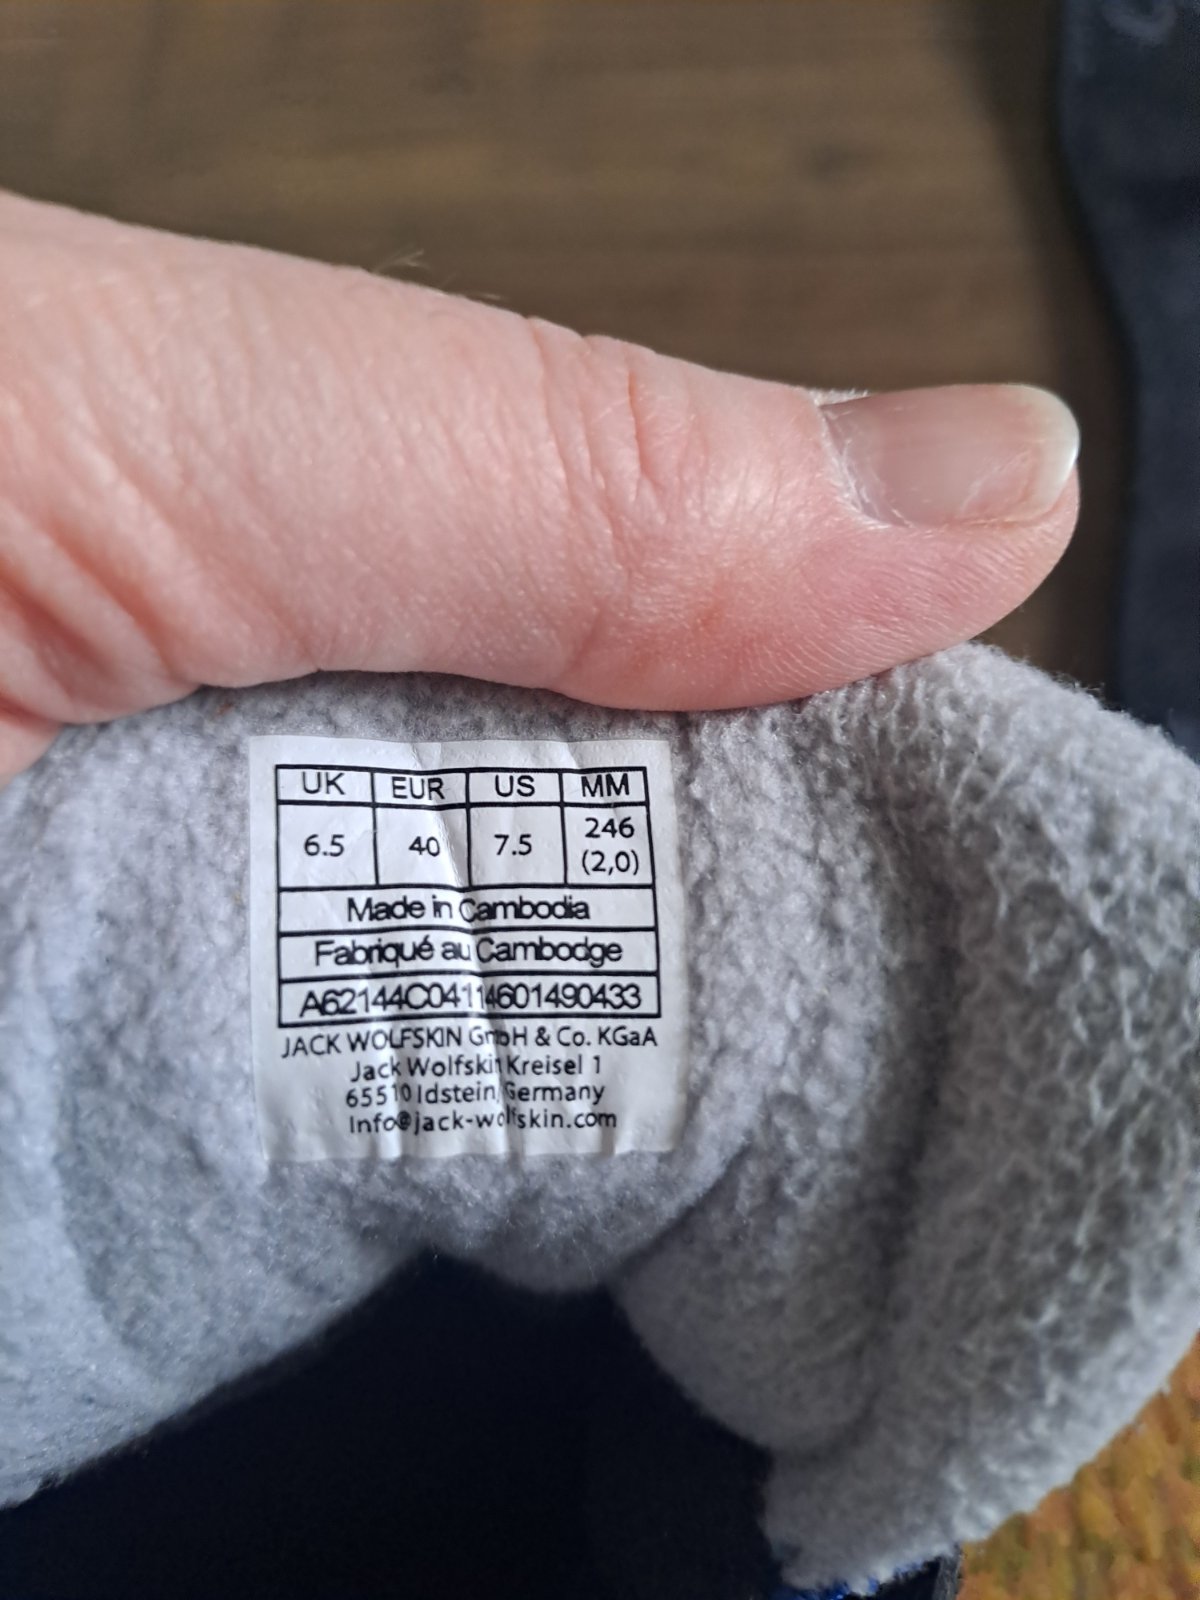 UK EUR US MM
6.5 40 7.5 246 (2,0)
Made in Cambodia
Fabriqué au Cambodge
A62144C04114601490433
JACK WOLFSKIN GmbH & Co. KGaA
Jack Wolfskin Kreisel 1
65510 Idstein, Germany
Info@jack-wolfskin.com